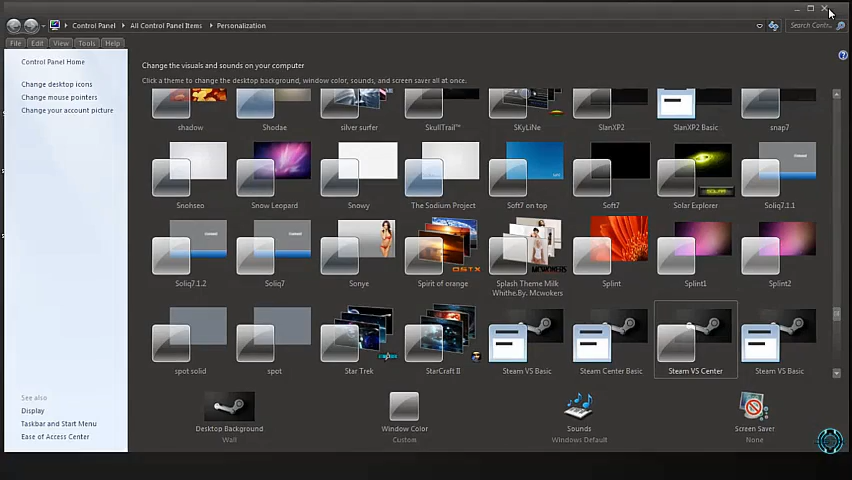 Control Panel ▸ All Control Panel Items ▸ Personalization
Search Contr...
File Edit View Tools Help
Control Panel Home
Change desktop icons
Change mouse pointers
Change your account picture
Change the visuals and sounds on your computer
Click a theme to change the desktop background, window color, sounds, and screen saver all at once.
shadow Shodae silver surfer SkullTrail™ SKyLiNe SlanXP2 SlanXP2 Basic snap7
Snohseo Snow Leopard Snowy The Sodium Project Soft7 on top Soft7 Solar Explorer Soliq7.1.1
SOLAR
Soliq7.1.2 Soliq7 Sonye Spirit of orange Splash Theme Milk Splint Splint1 Splint2
Whithe.By. Mcwokers
OSTX
MCWOKERS
spot solid spot Star Trek StarCraft II Steam VS Basic Steam Center Basic Steam VS Center Steam VS Basic
See also
Display
Taskbar and Start Menu
Ease of Access Center
Desktop Background Window Color Sounds Screen Saver
Wall Custom Windows Default None